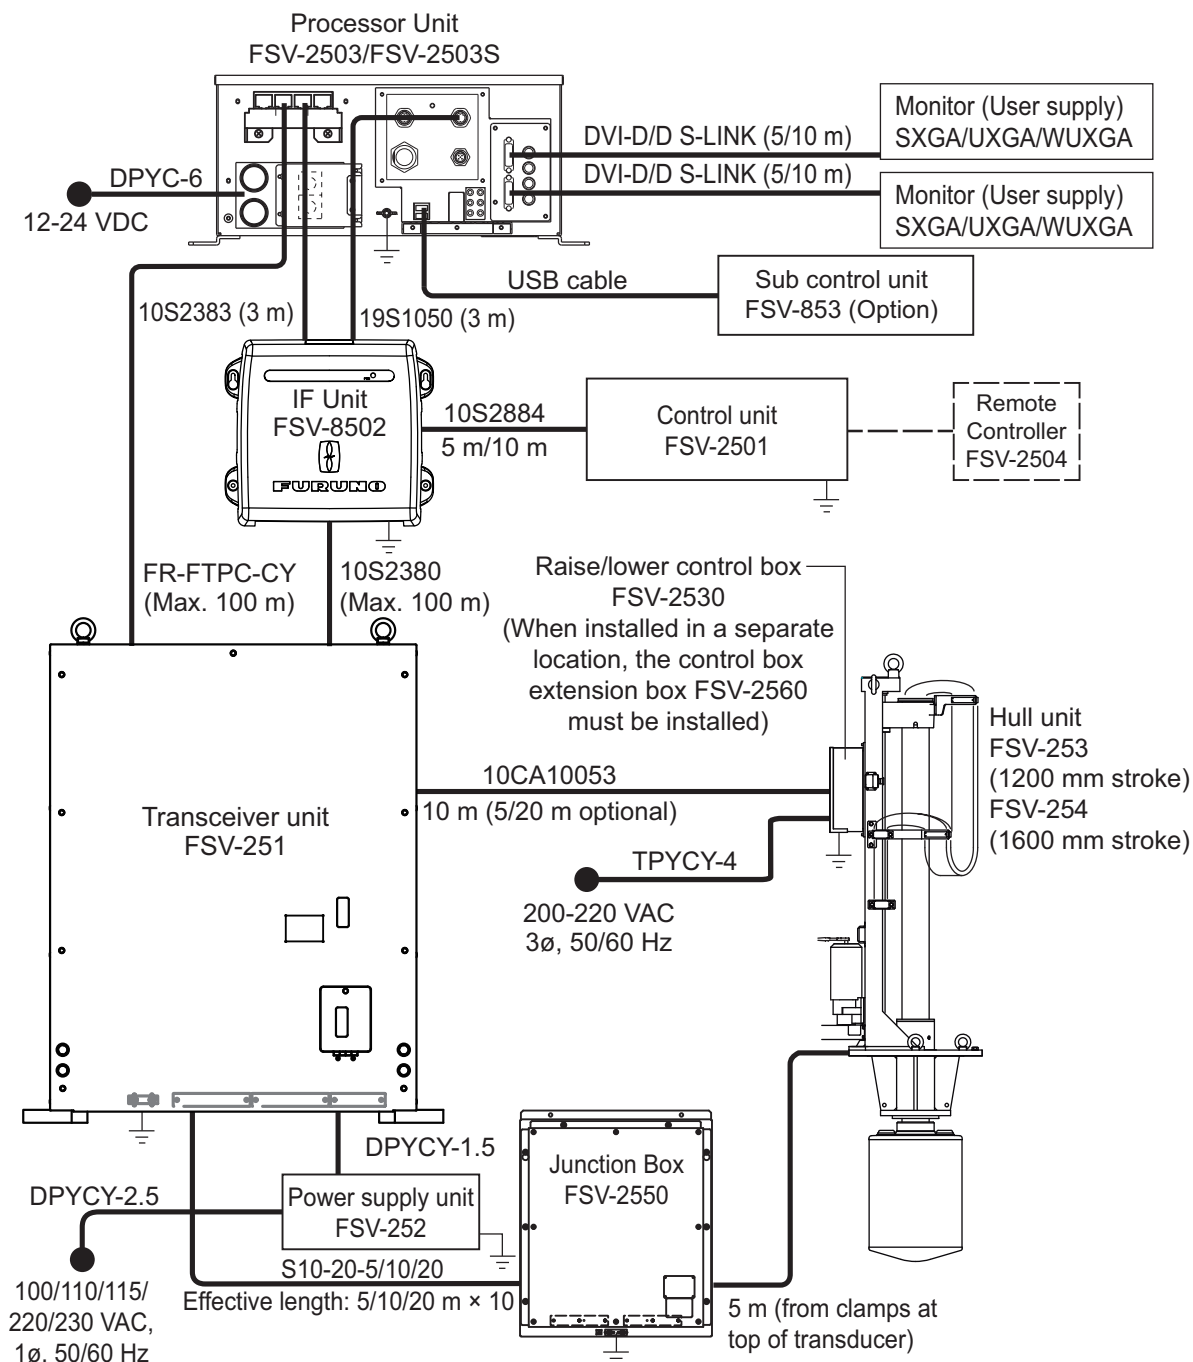 Processor Unit
FSV-2503/FSV-2503S
DVI-D/D S-LINK (5/10 m)
Monitor (User supply)
SXGA/UXGA/WUXGA
DVI-D/D S-LINK (5/10 m)
Monitor (User supply)
SXGA/UXGA/WUXGA
DPYC-6
12-24 VDC
USB cable
Sub control unit
FSV-853 (Option)
10S2383 (3 m)
19S1050 (3 m)
IF Unit
FSV-8502
FURUNO
10S2884
5 m/10 m
Control unit
FSV-2501
Remote
Controller
FSV-2504
FR-FTPC-CY
(Max. 100 m)
10S2380
(Max. 100 m)
Raise/lower control box
FSV-2530
(When installed in a separate
location, the control box
extension box FSV-2560
must be installed)
Hull unit
FSV-253
(1200 mm stroke)
FSV-254
(1600 mm stroke)
10CA10053
10 m (5/20 m optional)
Transceiver unit
FSV-251
TPYCY-4
200-220 VAC
3ø, 50/60 Hz
DPYCY-1.5
DPYCY-2.5
Power supply unit
FSV-252
Junction Box
FSV-2550
S10-20-5/10/20
Effective length: 5/10/20 m × 10
100/110/115/
220/230 VAC,
1ø, 50/60 Hz
5 m (from clamps at
top of transducer)